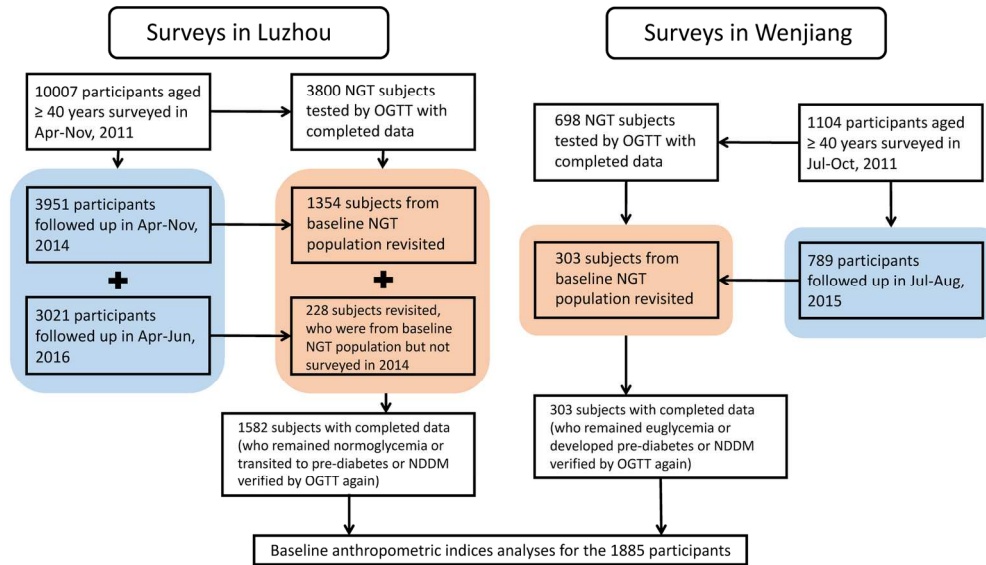 Surveys in Luzhou
10007 participants aged
≥ 40 years surveyed in
Apr-Nov, 2011
3800 NGT subjects
tested by OGTT with
completed data
3951 participants
followed up in Apr-Nov,
2014
1354 subjects from
baseline NGT
population revisited
+
+
3021 participants
followed up in Apr-Jun,
2016
228 subjects revisited,
who were from baseline
NGT population but not
surveyed in 2014
1582 subjects with completed data
(who remained normoglycemia or
transited to pre-diabetes or NDDM
verified by OGTT again)
Surveys in Wenjiang
698 NGT subjects
tested by OGTT with
completed data
1104 participants aged
≥ 40 years surveyed in
Jul-Oct, 2011
303 subjects from
baseline NGT
population revisited
789 participants
followed up in Jul-Aug,
2015
303 subjects with completed data
(who remained euglycemia or
developed pre-diabetes or NDDM
verified by OGTT again)
Baseline anthropometric indices analyses for the 1885 participants